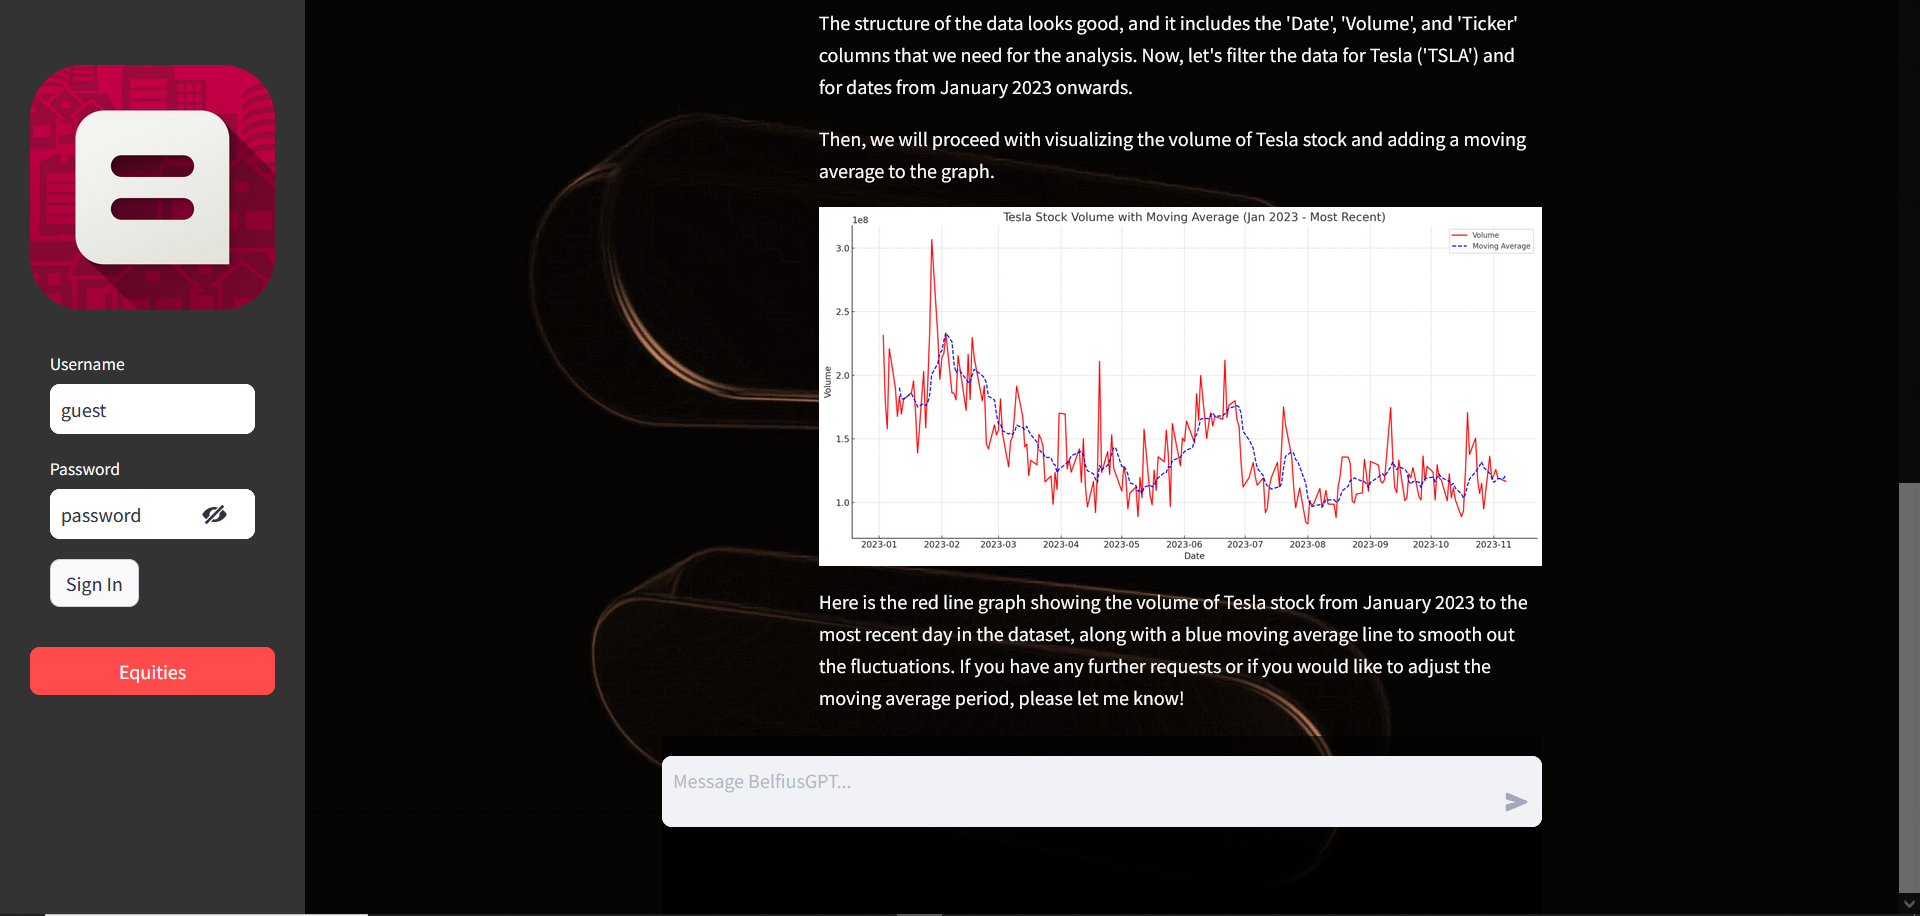 Username
guest
Password
password
Sign In
Equities
The structure of the data looks good, and it includes the 'Date', 'Volume', and 'Ticker'
columns that we need for the analysis. Now, let's filter the data for Tesla ('TSLA') and
for dates from January 2023 onwards.
Then, we will proceed with visualizing the volume of Tesla stock and adding a moving
average to the graph.
Tesla Stock Volume with Moving Average (Jan 2023 - Most Recent)
1e8
Volume
Moving Average
3.0
2.5
2.0
1.5
1.0
Volume
2023-01 2023-02 2023-03 2023-04 2023-05 2023-06 2023-07 2023-08 2023-09 2023-10 2023-11
Date
Here is the red line graph showing the volume of Tesla stock from January 2023 to the
most recent day in the dataset, along with a blue moving average line to smooth out
the fluctuations. If you have any further requests or if you would like to adjust the
moving average period, please let me know!
Message BelfiusGPT...